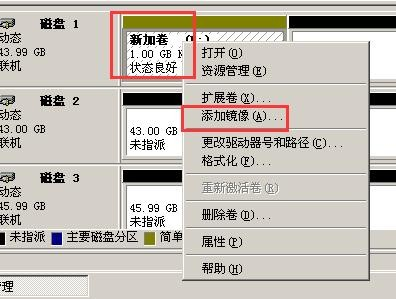 磁盘 1
动态
43.99 GB
联机
新加卷
1.00 GB
状态良好
打开(O)
资源管理(E)
扩展卷(X)...
添加镜像(A)...
更改驱动器号和路径(C)...
格式化(F)...
重新激活卷(R)
删除卷(D)...
属性(P)
帮助(H)
磁盘 2
动态
43.00 GB
联机
43.00 GB
未指派
磁盘 3
动态
45.99 GB
联机
45.99 GB
未指派
未指派 主要磁盘分区 简单
管理